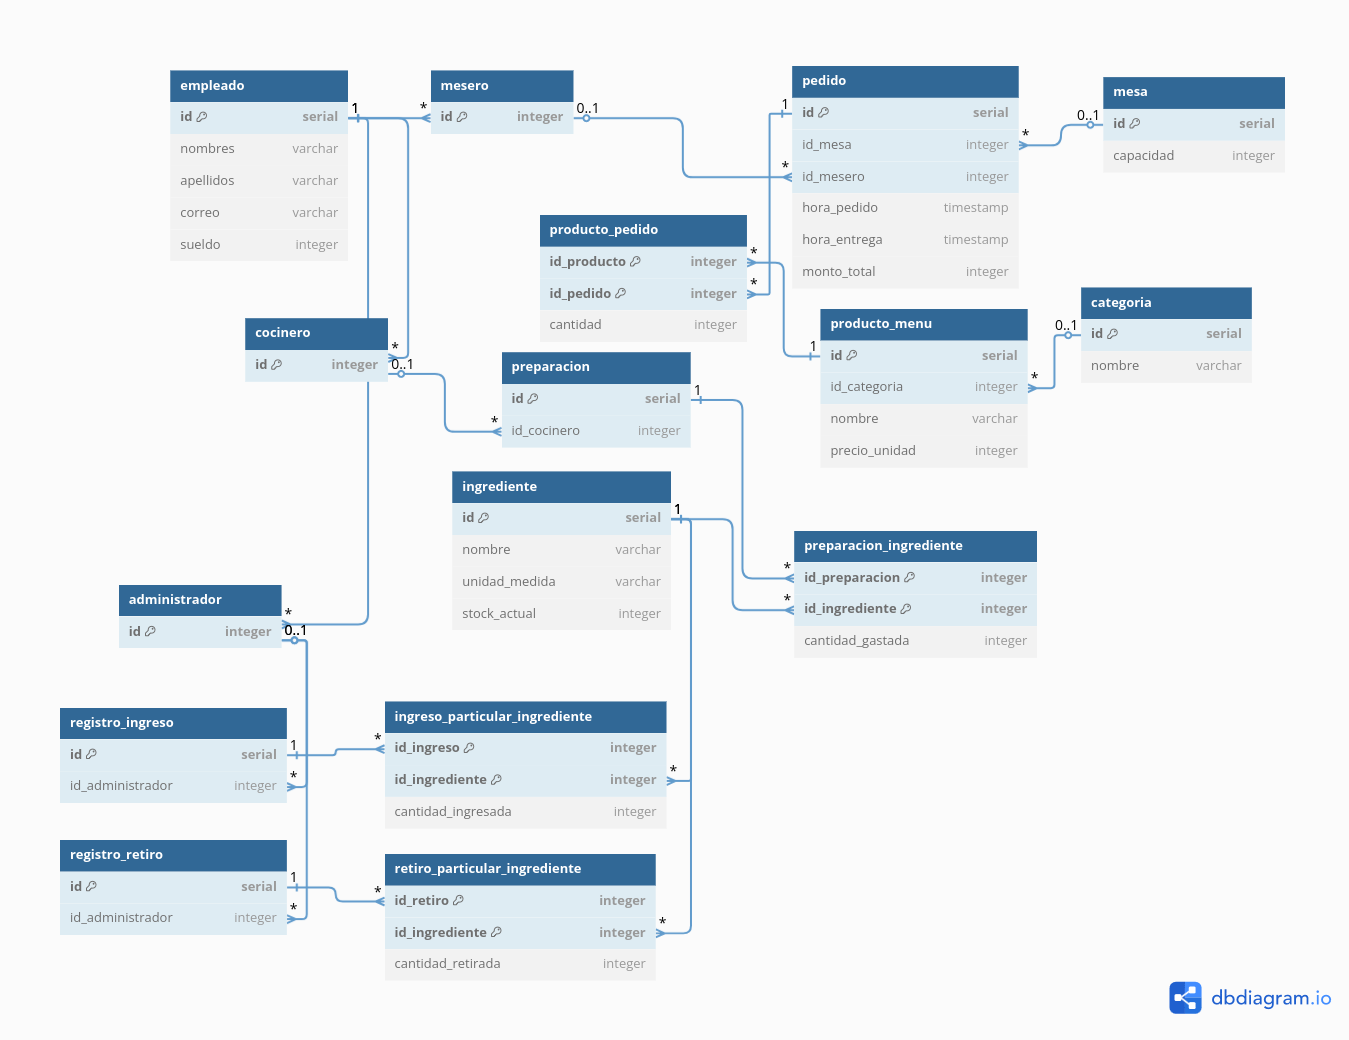 empleado
id serial
nombres varchar
apellidos varchar
correo varchar
sueldo integer
1
*
mesero
id integer
0..1
*
pedido
id serial
id_mesa integer
id_mesero integer
hora_pedido timestamp
hora_entrega timestamp
monto_total integer
1
*
0..1
mesa
id serial
capacidad integer
producto_pedido
id_producto integer
id_pedido integer
cantidad integer
*
*
categoria
id serial
nombre varchar
0..1
*
producto_menu
id serial
id_categoria integer
nombre varchar
precio_unidad integer
1
cocinero
id integer
*
0..1
preparacion
id serial
id_cocinero integer
1
*
ingrediente
id serial
nombre varchar
unidad_medida varchar
stock_actual integer
1
preparacion_ingrediente
id_preparacion integer
id_ingrediente integer
cantidad_gastada integer
*
*
administrador
id integer
*
0..1
registro_ingreso
id serial
id_administrador integer
1
*
ingreso_particular_ingrediente
id_ingreso integer
id_ingrediente integer
cantidad_ingresada integer
*
*
registro_retiro
id serial
id_administrador integer
1
*
retiro_particular_ingrediente
id_retiro integer
id_ingrediente integer
cantidad_retirada integer
*
*
dbdiagram.io